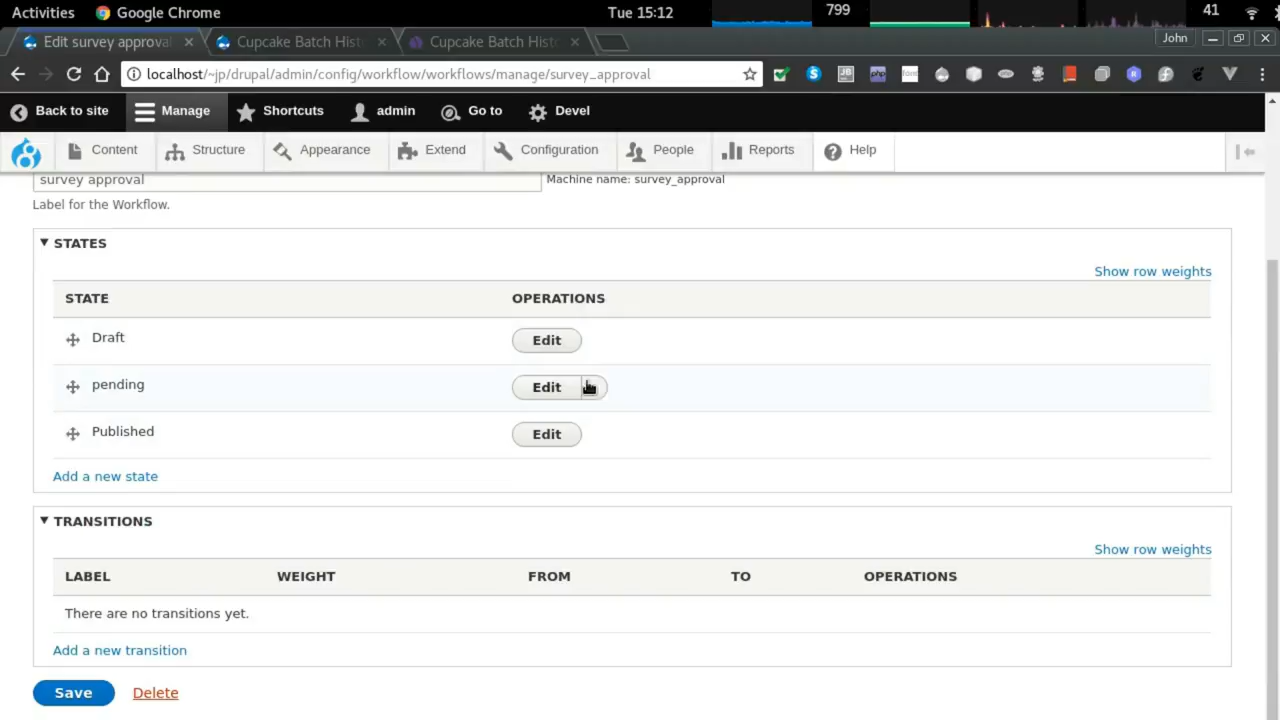 Activities Google Chrome Tue 15:12 799 41
Edit survey approva Cupcake Batch Hist Cupcake Batch Hist John
localhost/~jp/drupal/admin/config/workflow/workflows/manage/survey_approval
Back to site Manage Shortcuts admin Go to Devel
Content Structure Appearance Extend Configuration People Reports Help
survey approval Machine name: survey_approval
Label for the Workflow.
STATES
Show row weights
STATE OPERATIONS
Draft Edit
pending Edit
Published Edit
Add a new state
TRANSITIONS
Show row weights
LABEL WEIGHT FROM TO OPERATIONS
There are no transitions yet.
Add a new transition
Save Delete